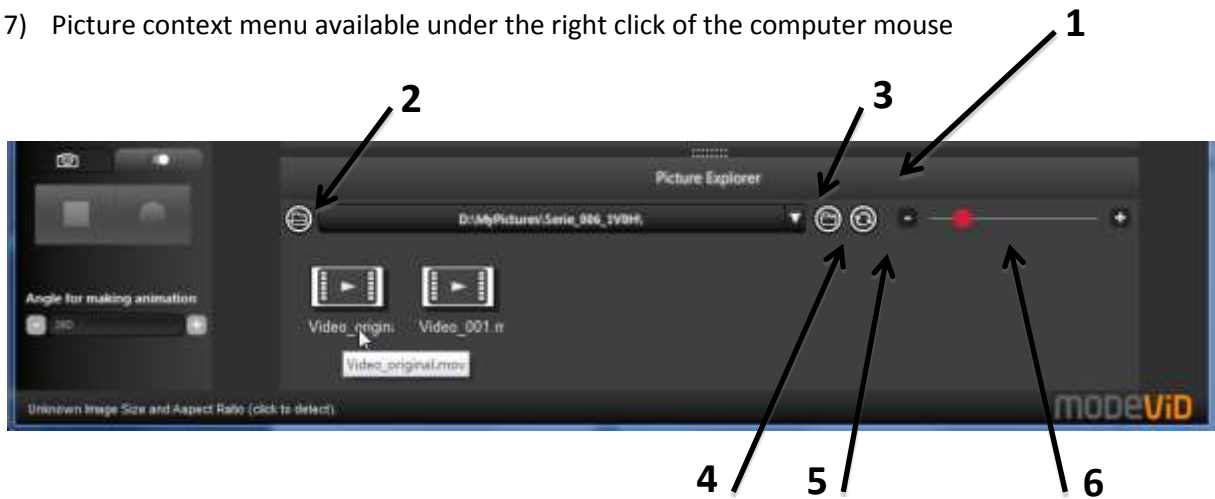 7) Picture context menu available under the right click of the computer mouse
1
2
3
Picture Explorer
D:\MyPictures\Serie_006_1VBH\
- +
Angle for making animation
- +
Video_origin: Video_001.m
Video_original.mov
Unknown Image Size and Aspect Ratio (click to detect)
modeViD
4 5 6